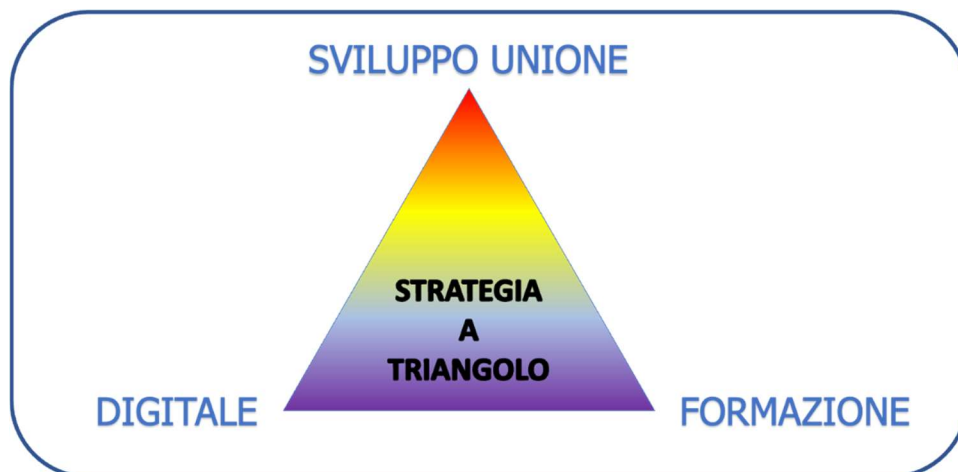 SVILUPPO UNIONE
STRATEGIA
A
TRIANGOLO
DIGITALE
FORMAZIONE